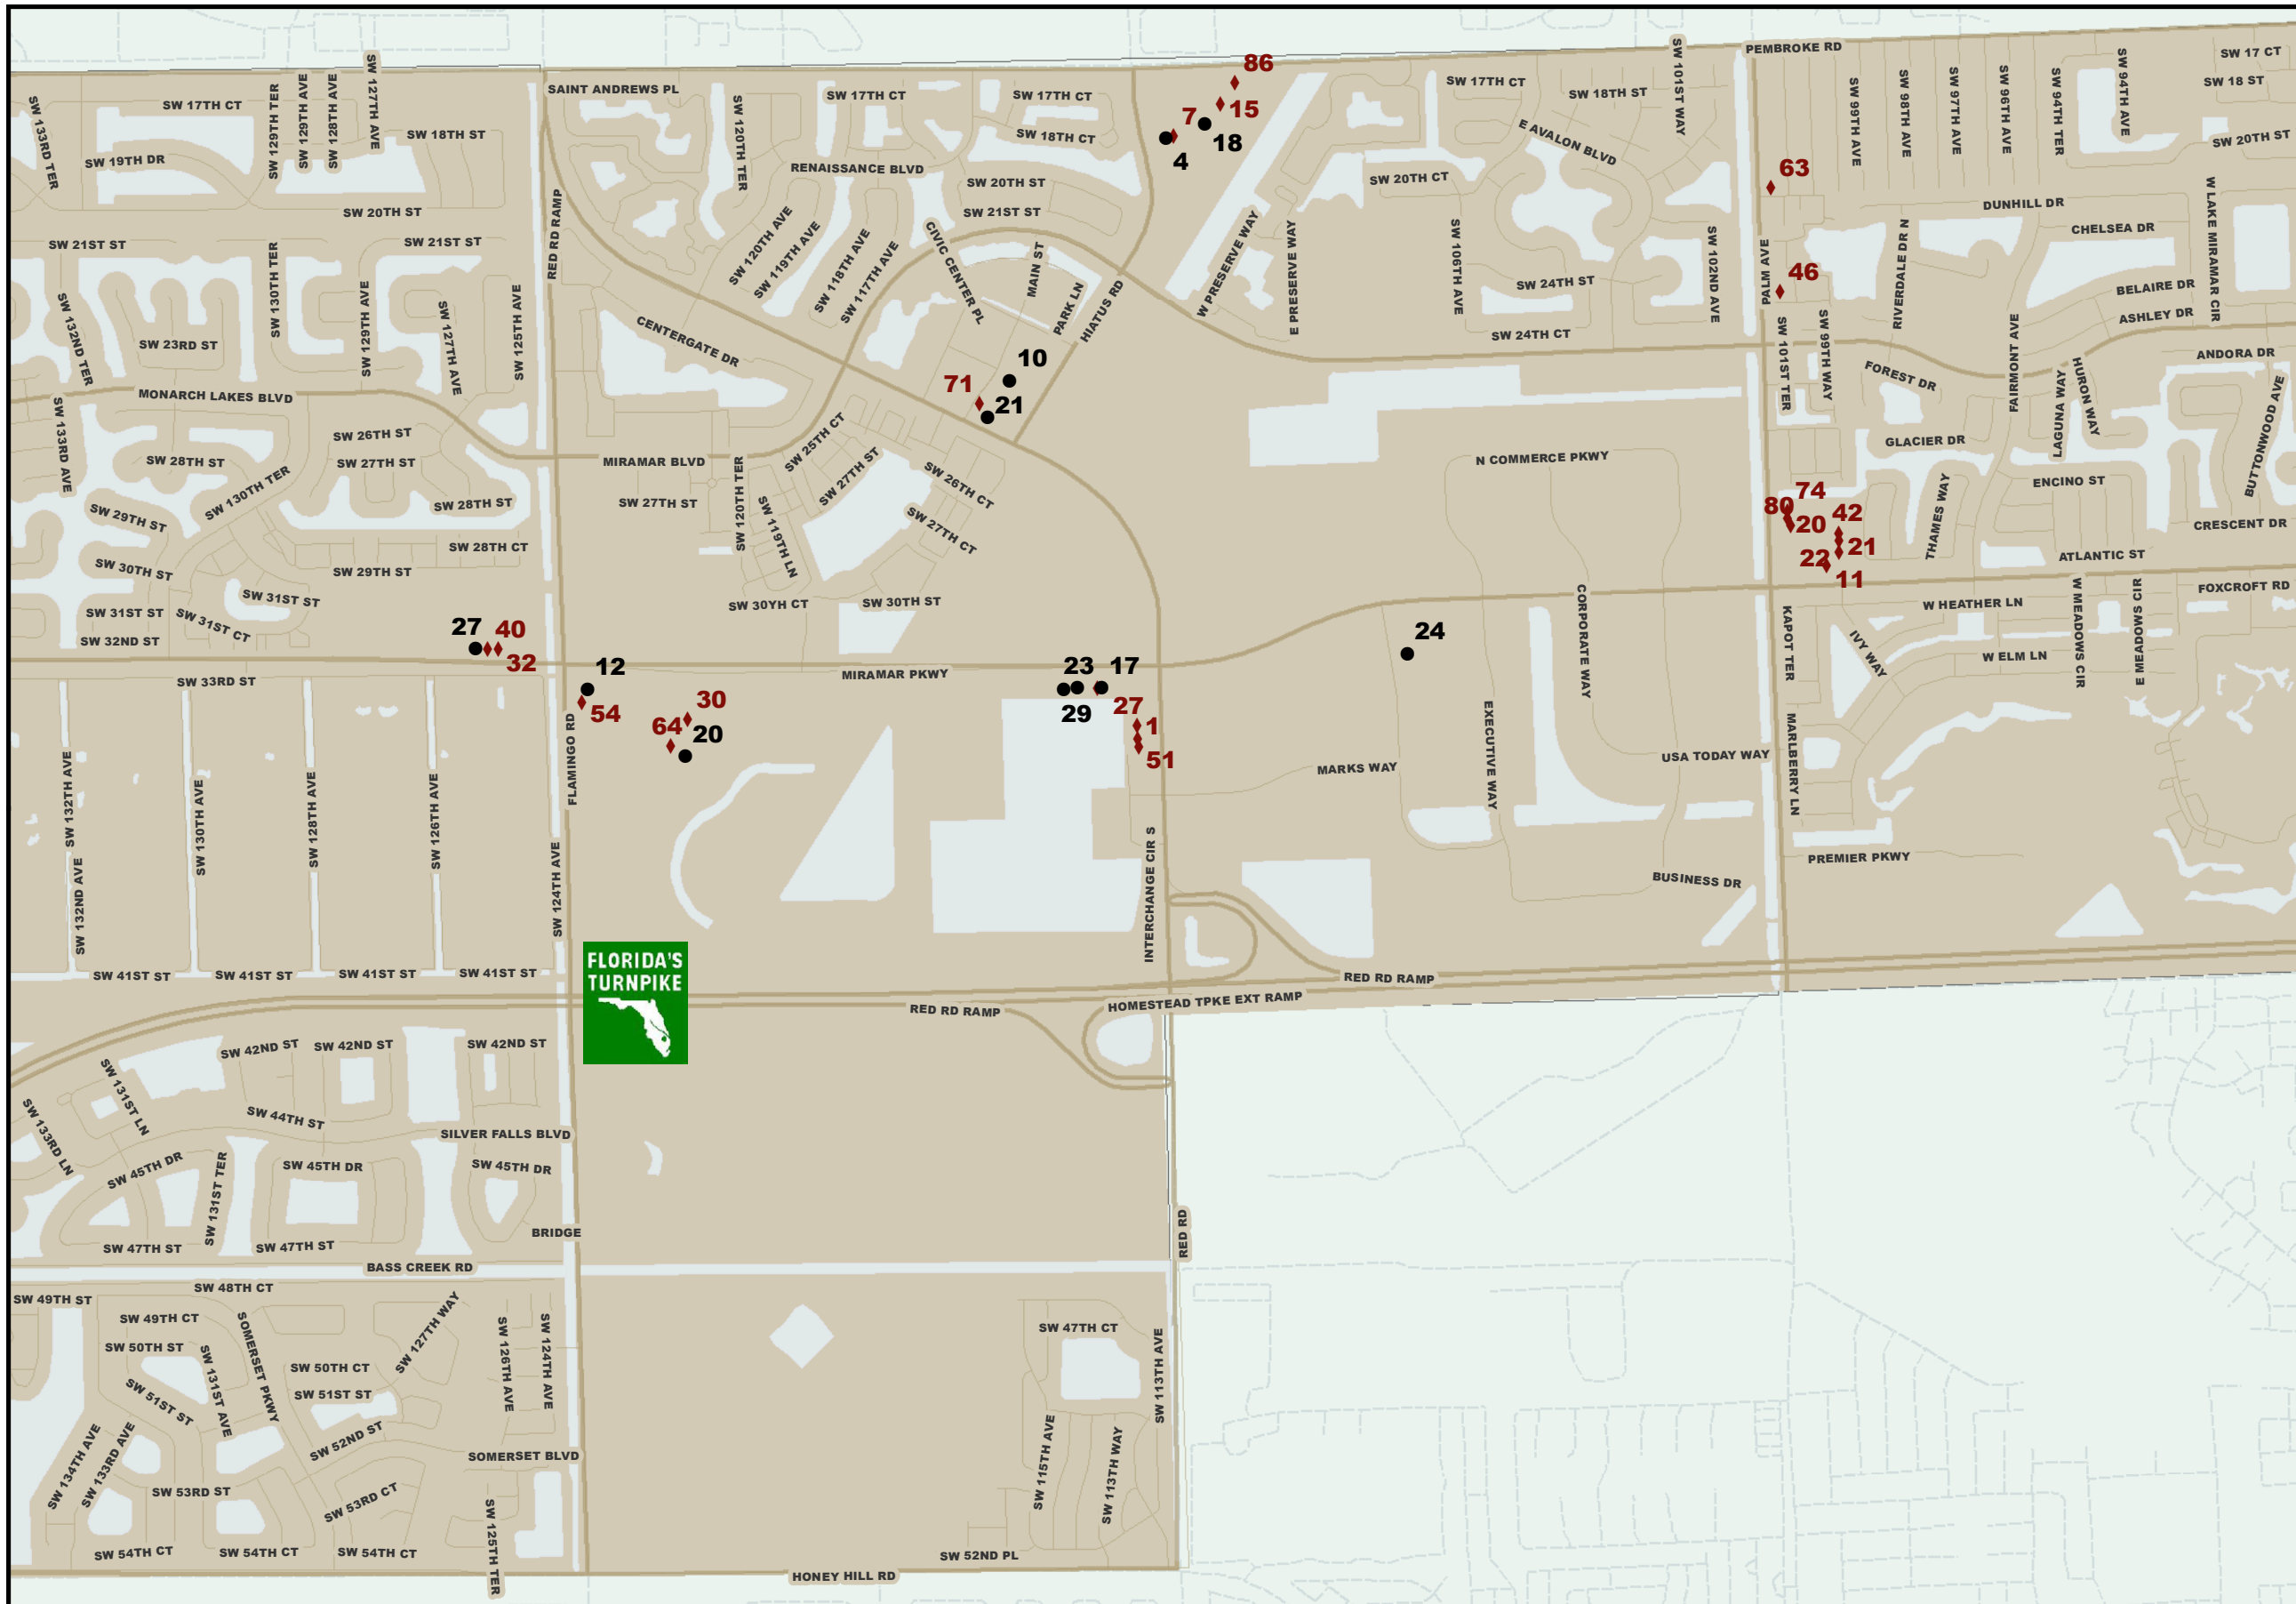 PEMBROKE RD
SW 17 CT
SW 18 ST
SW 20TH ST
SW 133RD TER
SW 17TH CT
SW 129TH TER
SW 129TH AVE
SW 128TH AVE
SW 127TH AVE
SW 18TH ST
SW 19TH DR
SW 20TH ST
SAINT ANDREWS PL
SW 120TH TER
SW 17TH CT
SW 17TH CT
SW 18TH CT
RENAISSANCE BLVD
SW 20TH ST
SW 21ST ST
86
15
7
18
4
SW 17TH CT
SW 18TH ST
SW 101ST WAY
E AVALON BLVD
SW 20TH CT
63
SW 99TH AVE
SW 98TH AVE
SW 97TH AVE
SW 96TH AVE
SW 94TH TER
SW 94TH AVE
DUNHILL DR
CHELSEA DR
W LAKE MIRAMAR CIR
RED RD RAMP
SW 21ST ST
SW 21ST ST
SW 130TH TER
SW 129TH AVE
SW 127TH AVE
SW 125TH AVE
SW 132ND TER
SW 23RD ST
MONARCH LAKES BLVD
SW 133RD AVE
CENTERGATE DR
SW 120TH AVE
SW 119TH AVE
SW 118TH AVE
SW 117TH AVE
CIVIC CENTER PL
MAIN ST
PARK LN
HIATUS RD
W PRESERVE WAY
E PRESERVE WAY
SW 106TH AVE
SW 24TH ST
SW 24TH CT
SW 102ND AVE
PALM AVE
46
SW 101ST TER
SW 99TH WAY
RIVERDALE DR N
BELAIRE DR
ASHLEY DR
ANDORA DR
FOREST DR
FAIRMONT AVE
LAGUNA WAY
HURON WAY
BUTTONWOOD AVE
GLACIER DR
ENCINO ST
CRESCENT DR
THAMES WAY
ATLANTIC ST
FOXCROFT RD
10
71
21
SW 26TH ST
SW 27TH ST
SW 28TH ST
SW 130TH TER
SW 28TH ST
SW 29TH ST
SW 28TH CT
SW 30TH ST
SW 29TH ST
SW 31ST ST
SW 31ST ST
SW 31ST CT
SW 32ND ST
MIRAMAR BLVD
SW 27TH ST
SW 120TH TER
SW 119TH LN
SW 25TH CT
SW 27TH ST
SW 26TH CT
SW 27TH CT
SW 30YH CT
SW 30TH ST
N COMMERCE PKWY
74
80
20
42
21
22
11
27
40
32
SW 33RD ST
12
54
64
30
20
MIRAMAR PKWY
23
17
29
27
1
51
24
CORPORATE WAY
EXECUTIVE WAY
MARKS WAY
USA TODAY WAY
BUSINESS DR
KAPOT TER
MARLBERRY LN
IVY WAY
W HEATHER LN
W ELM LN
W MEADOWS CIR
E MEADOWS CIR
PREMIER PKWY
FLAMINGO RD
SW 132TH AVE
SW 132ND AVE
SW 130TH AVE
SW 128TH AVE
SW 126TH AVE
SW 124TH AVE
INTERCHANGE CIR S
SW 41ST ST
SW 41ST ST
SW 41ST ST
SW 41ST ST
FLORIDA'S
TURNPIKE
RED RD RAMP
RED RD RAMP
HOMESTEAD TPKE EXT RAMP
SW 42ND ST
SW 42ND ST
SW 42ND ST
SW 131ST LN
SW 133RD LN
SW 44TH ST
SILVER FALLS BLVD
SW 45TH DR
SW 131ST TER
SW 45TH DR
SW 45TH DR
SW 47TH ST
SW 47TH ST
BRIDGE
RED RD
BASS CREEK RD
SW 48TH CT
SW 49TH ST
SW 49TH CT
SW 50TH ST
SW 131ST AVE
SOMERSET PKWY
SW 50TH CT
SW 51ST ST
SW 127TH WAY
SW 126TH AVE
SW 124TH AVE
SW 51ST ST
SW 134TH AVE
SW 133RD AVE
SW 52ND ST
SOMERSET BLVD
SW 53RD ST
SW 53RD CT
SW 125TH TER
SW 54TH CT
SW 54TH CT
SW 54TH CT
SW 47TH CT
SW 113TH AVE
SW 115TH AVE
SW 113TH WAY
SW 52ND PL
HONEY HILL RD